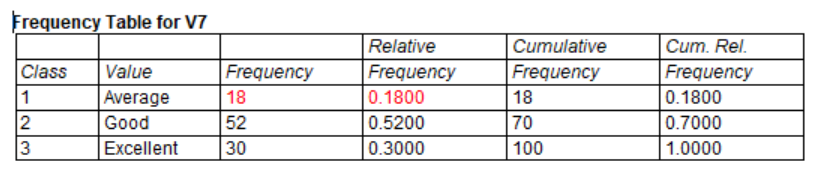 Frequency Table for V7
Relative Cumulative Cum. Rel.
Class Value Frequency Frequency Frequency Frequency
1 Average 18 0.1800 18 0.1800
2 Good 52 0.5200 70 0.7000
3 Excellent 30 0.3000 100 1.0000